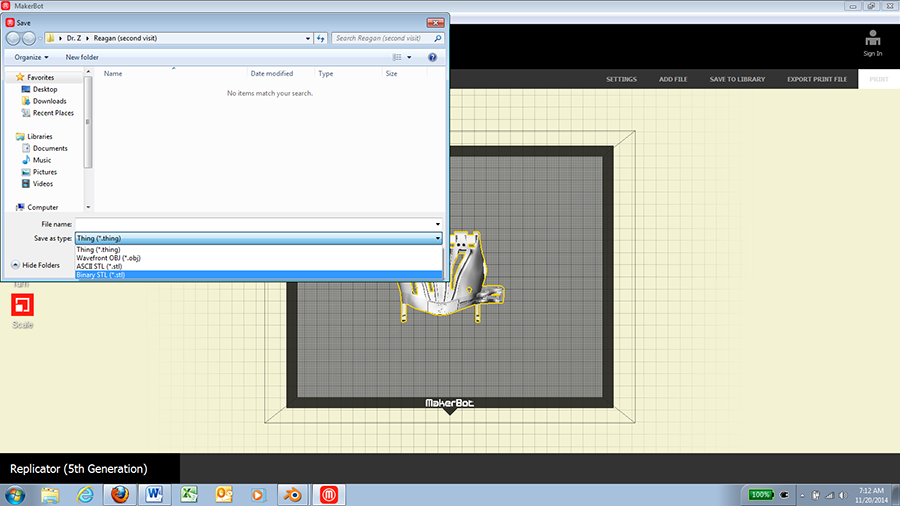 MakerBot
Save
Dr. Z
Reagan (second visit)
Search Reagan (second visit)
Organize
New folder
Favorites
Desktop
Downloads
Recent Places
Libraries
Documents
Music
Pictures
Videos
Computer
Name
Date modified
Type
Size
No items match your search.
File name:
Save as type:
Thing (*.thing)
Thing (*.thing)
Wavefront OBJ (*.obj)
ASCII STL (*.stl)
Binary STL (*.stl)
Hide Folders
Sign In
SETTINGS
ADD FILE
SAVE TO LIBRARY
EXPORT PRINT FILE
PRINT
Turn
Scale
MakerBot
Replicator (5th Generation)
100%
7:12 AM
11/20/2014